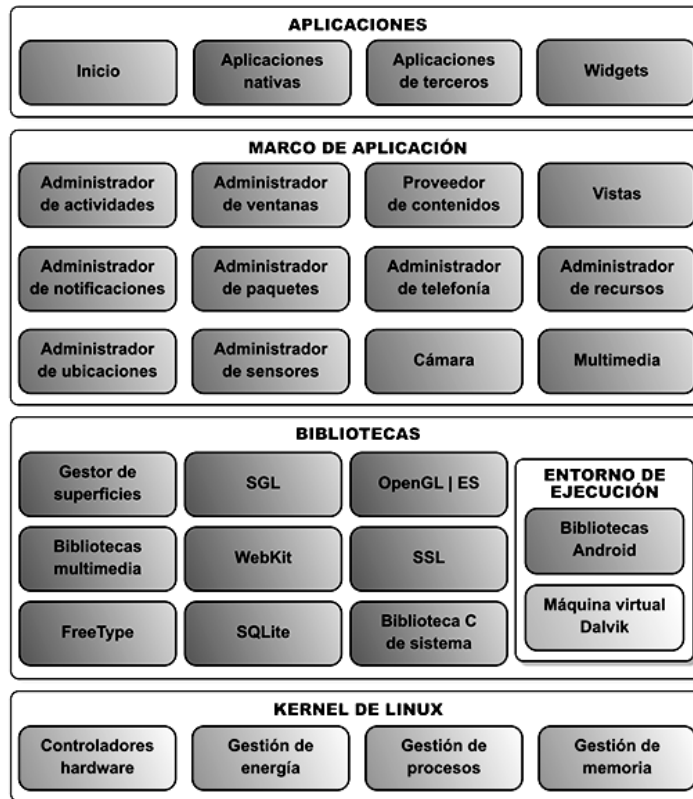 APLICACIONES
Inicio
Aplicaciones
nativas
Aplicaciones
de terceros
Widgets
MARCO DE APLICACIÓN
Administrador
de actividades
Administrador
de ventanas
Proveedor
de contenidos
Vistas
Administrador
de notificaciones
Administrador
de paquetes
Administrador
de telefonía
Administrador
de recursos
Administrador
de ubicaciones
Administrador
de sensores
Cámara
Multimedia
BIBLIOTECAS
Gestor de
superficies
SGL
OpenGL | ES
Bibliotecas
multimedia
WebKit
SSL
FreeType
SQLite
Biblioteca C
de sistema
ENTORNO DE
EJECUCIÓN
Bibliotecas
Android
Máquina virtual
Dalvik
KERNEL DE LINUX
Controladores
hardware
Gestión de
energía
Gestión de
procesos
Gestión de
memoria